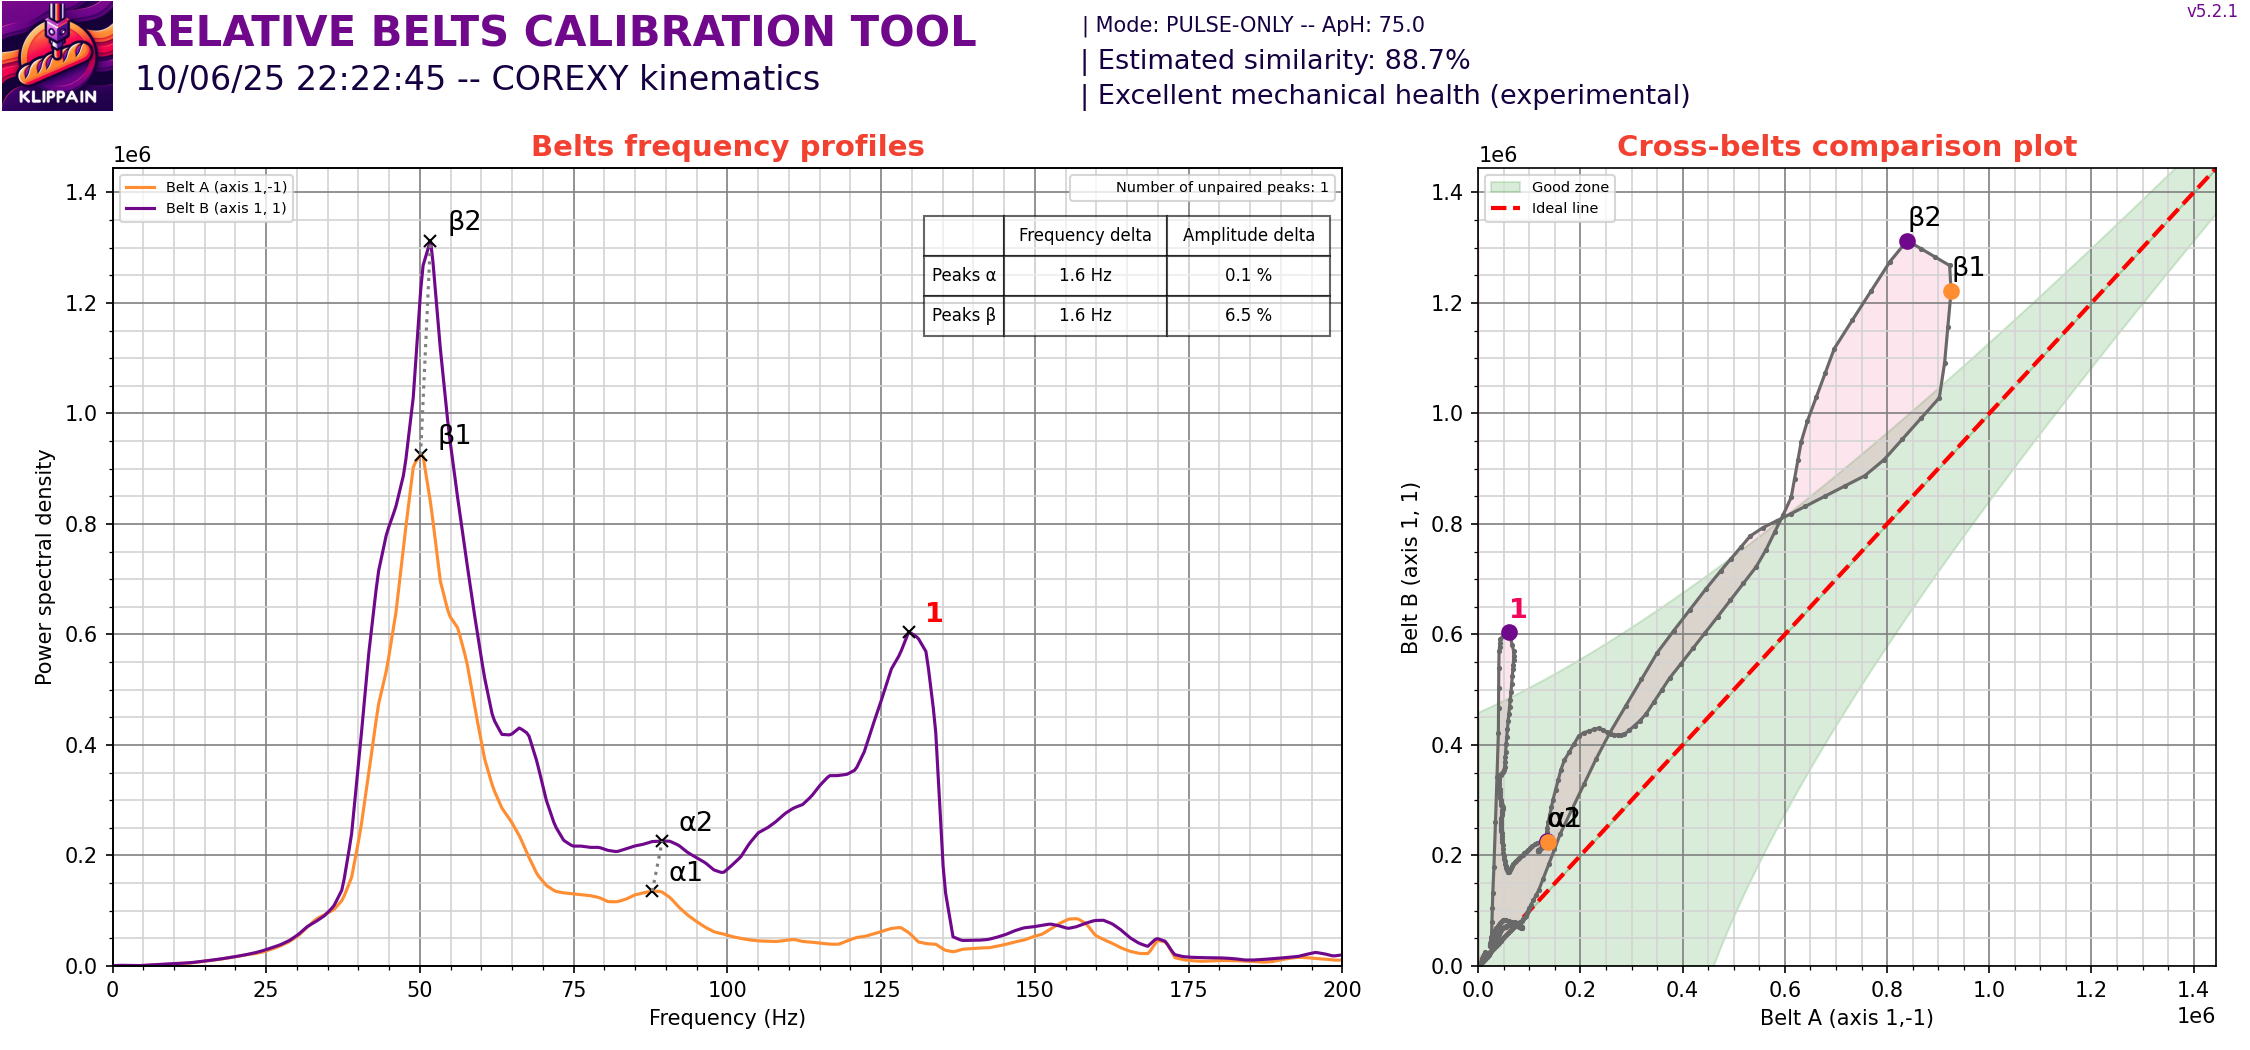 KLIPPAIN
RELATIVE BELTS CALIBRATION TOOL
10/06/25 22:22:45 -- COREXY kinematics
| Mode: PULSE-ONLY -- ApH: 75.0
| Estimated similarity: 88.7%
| Excellent mechanical health (experimental)
v5.2.1
Belts frequency profiles
1e6
Belt A (axis 1,-1)
Belt B (axis 1, 1)
Number of unpaired peaks: 1
Frequency delta Amplitude delta
Peaks α 1.6 Hz 0.1 %
Peaks β 1.6 Hz 6.5 %
β2
β1
1
α2
α1
Power spectral density
1.4
1.2
1.0
0.8
0.6
0.4
0.2
0.0
0 25 50 75 100 125 150 175 200
Frequency (Hz)
Cross-belts comparison plot
1e6
Good zone
Ideal line
β2
β1
1
α2
α1
Belt B (axis 1, 1)
1.4
1.2
1.0
0.8
0.6
0.4
0.2
0.0
0.0 0.2 0.4 0.6 0.8 1.0 1.2 1.4
Belt A (axis 1,-1)
1e6